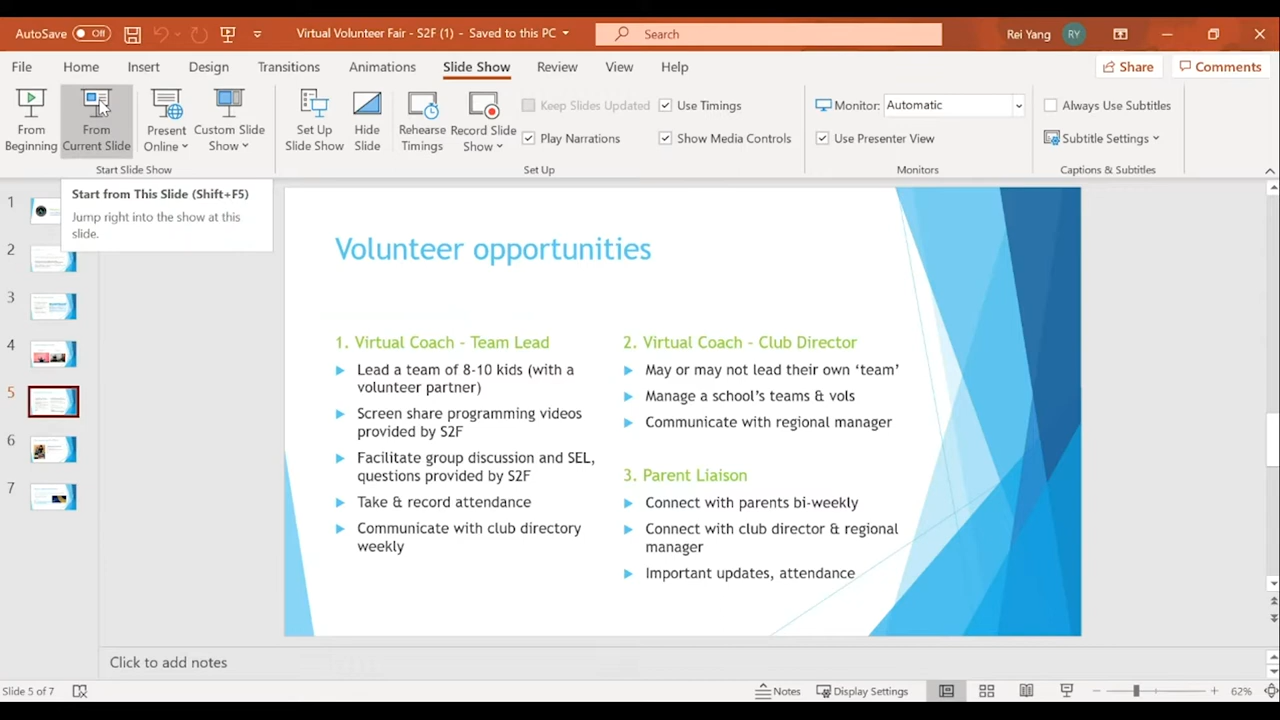 AutoSave Off
Virtual Volunteer Fair - S2F (1) - Saved to this PC
Search
Rei Yang RY
File Home Insert Design Transitions Animations Slide Show Review View Help
Share Comments
From Beginning
From Current Slide
Present Online
Custom Slide Show
Set Up Slide Show
Hide Slide
Rehearse Timings
Record Slide Show
Keep Slides Updated
Use Timings
Play Narrations
Show Media Controls
Monitor: Automatic
Use Presenter View
Always Use Subtitles
Subtitle Settings
Start Slide Show
Set Up
Monitors
Captions & Subtitles
Start from This Slide (Shift+F5)
Jump right into the show at this
slide.
1
2
3
4
5
6
7
Volunteer opportunities
1. Virtual Coach - Team Lead
Lead a team of 8-10 kids (with a
volunteer partner)
Screen share programming videos
provided by S2F
Facilitate group discussion and SEL,
questions provided by S2F
Take & record attendance
Communicate with club directory
weekly
2. Virtual Coach - Club Director
May or may not lead their own ‘team’
Manage a school’s teams & vols
Communicate with regional manager
3. Parent Liaison
Connect with parents bi-weekly
Connect with club director & regional
manager
Important updates, attendance
Click to add notes
Slide 5 of 7
Notes
Display Settings
62%